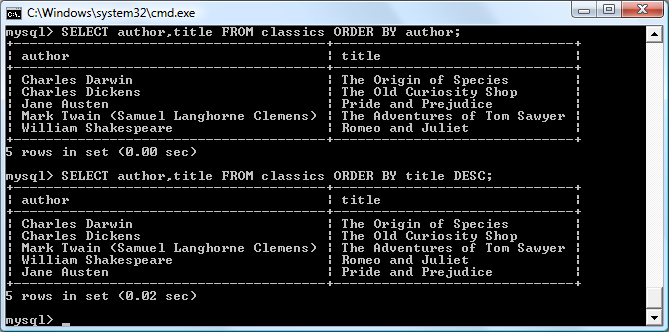 C:\Windows\system32\cmd.exe
mysql> SELECT author,title FROM classics ORDER BY author;
+--------------------------------------+------------------------------+
| author                               | title                        |
+--------------------------------------+------------------------------+
| Charles Darwin                       | The Origin of Species        |
| Charles Dickens                      | The Old Curiosity Shop       |
| Jane Austen                          | Pride and Prejudice          |
| Mark Twain (Samuel Langhorne Clemens) | The Adventures of Tom Sawyer |
| William Shakespeare                  | Romeo and Juliet             |
+--------------------------------------+------------------------------+
5 rows in set (0.00 sec)
mysql> SELECT author,title FROM classics ORDER BY title DESC;
+--------------------------------------+------------------------------+
| author                               | title                        |
+--------------------------------------+------------------------------+
| Charles Darwin                       | The Origin of Species        |
| Charles Dickens                      | The Old Curiosity Shop       |
| Mark Twain (Samuel Langhorne Clemens) | The Adventures of Tom Sawyer |
| William Shakespeare                  | Romeo and Juliet             |
| Jane Austen                          | Pride and Prejudice          |
+--------------------------------------+------------------------------+
5 rows in set (0.02 sec)
mysql> _